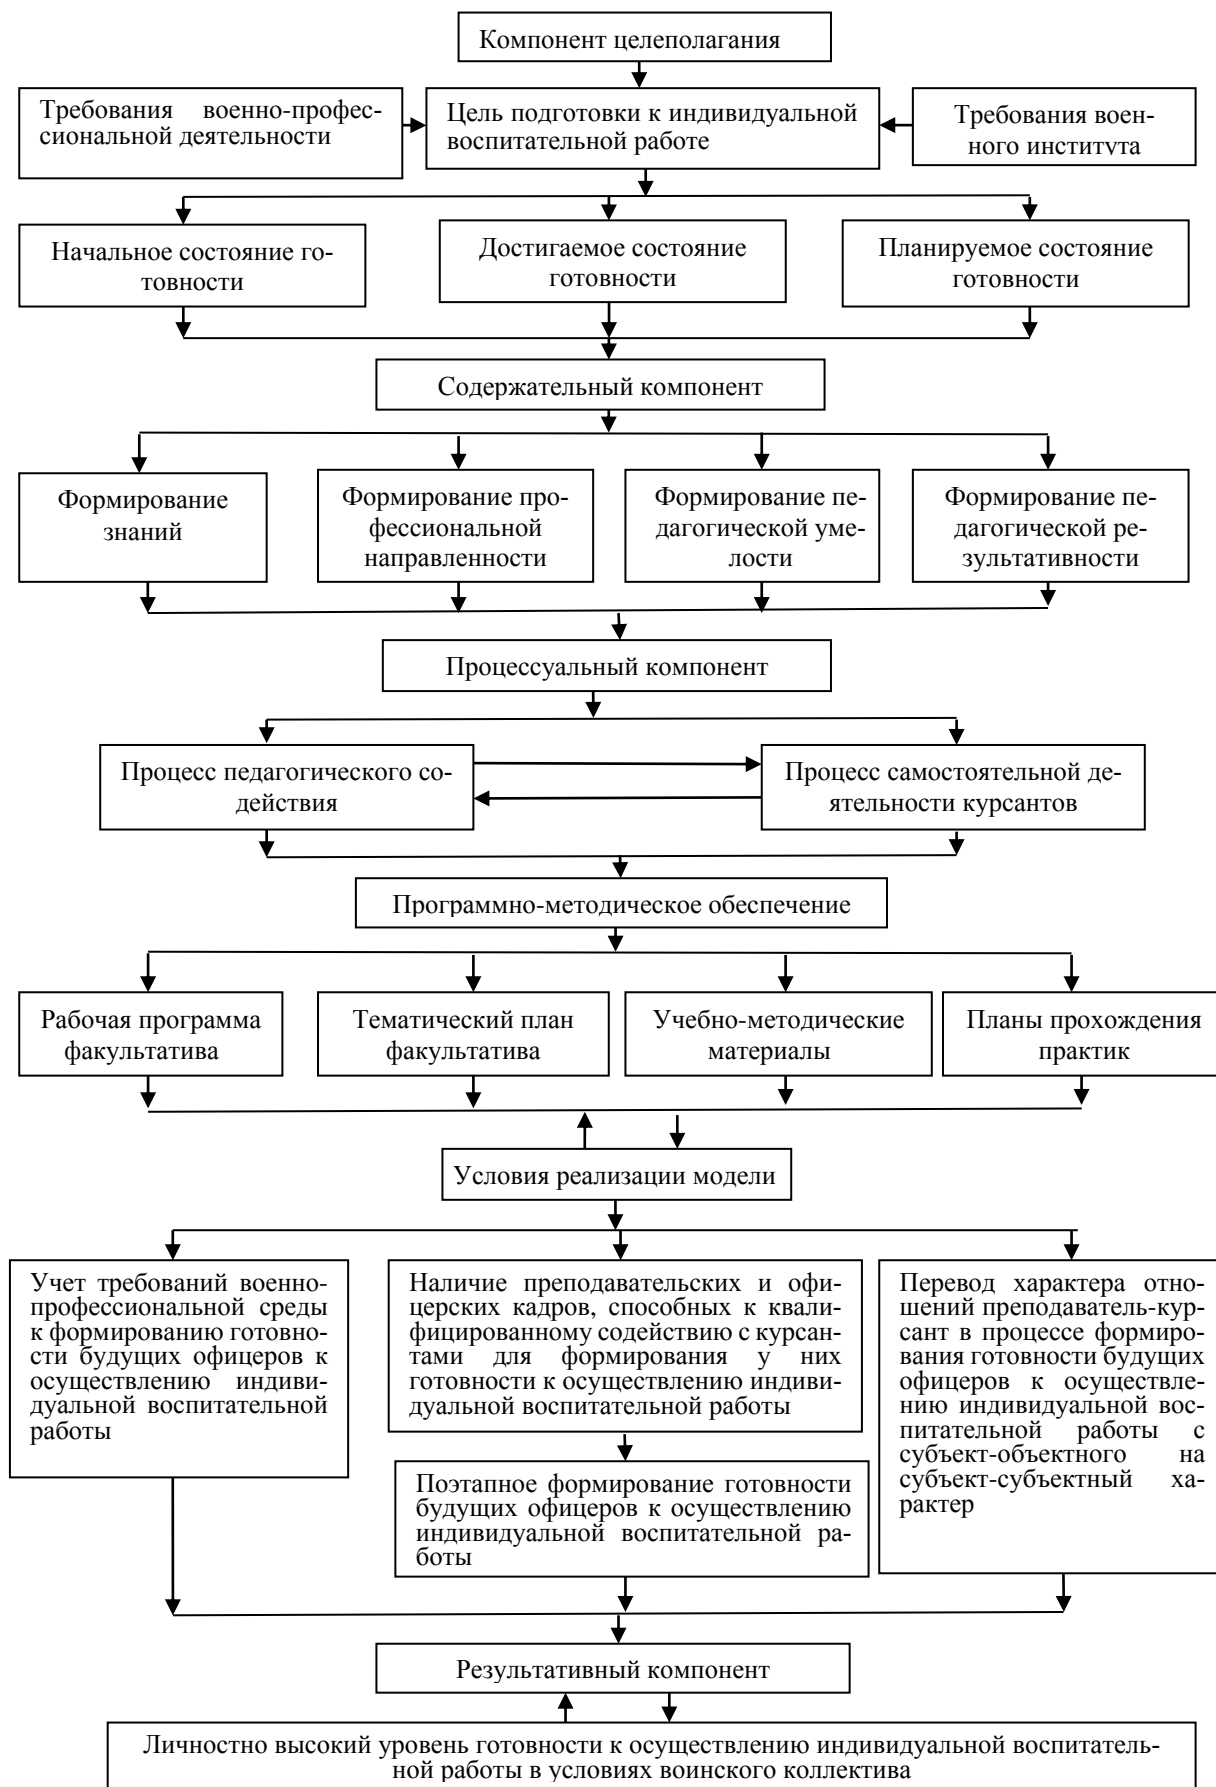 Компонент целеполагания
Требования военно-профес-
сиональной деятельности
Цель подготовки к индивидуальной
воспитательной работе
Требования воен-
ного института
Начальное состояние го-
товности
Достигаемое состояние
готовности
Планируемое состояние
готовности
Содержательный компонент
Формирование
знаний
Формирование про-
фессиональной
направленности
Формирование пе-
дагогической уме-
лости
Формирование пе-
дагогической ре-
зультативности
Процессуальный компонент
Процесс педагогического со-
действия
Процесс самостоятельной де-
ятельности курсантов
Программно-методическое обеспечение
Рабочая программа
факультатива
Тематический план
факультатива
Учебно-методические
материалы
Планы прохождения
практик
Условия реализации модели
Учет требований военно-
профессиональной среды
к формированию готовно-
сти будущих офицеров к
осуществлению индиви-
дуальной воспитательной
работы
Наличие преподавательских и офи-
церских кадров, способных к квали-
фицированному содействию с курсан-
тами для формирования у них
готовности к осуществлению индиви-
дуальной воспитательной работы
Поэтапное формирование готовности
будущих офицеров к осуществлению
индивидуальной воспитательной ра-
боты
Перевод характера отно-
шений преподаватель-кур-
сант в процессе формиро-
вания готовности будущих
офицеров к осуществле-
нию индивидуальной вос-
питательной работы с
субъект-объектного на
субъект-субъектный ха-
рактер
Результативный компонент
Личностно высокий уровень готовности к осуществлению индивидуальной воспитатель-
ной работы в условиях воинского коллектива